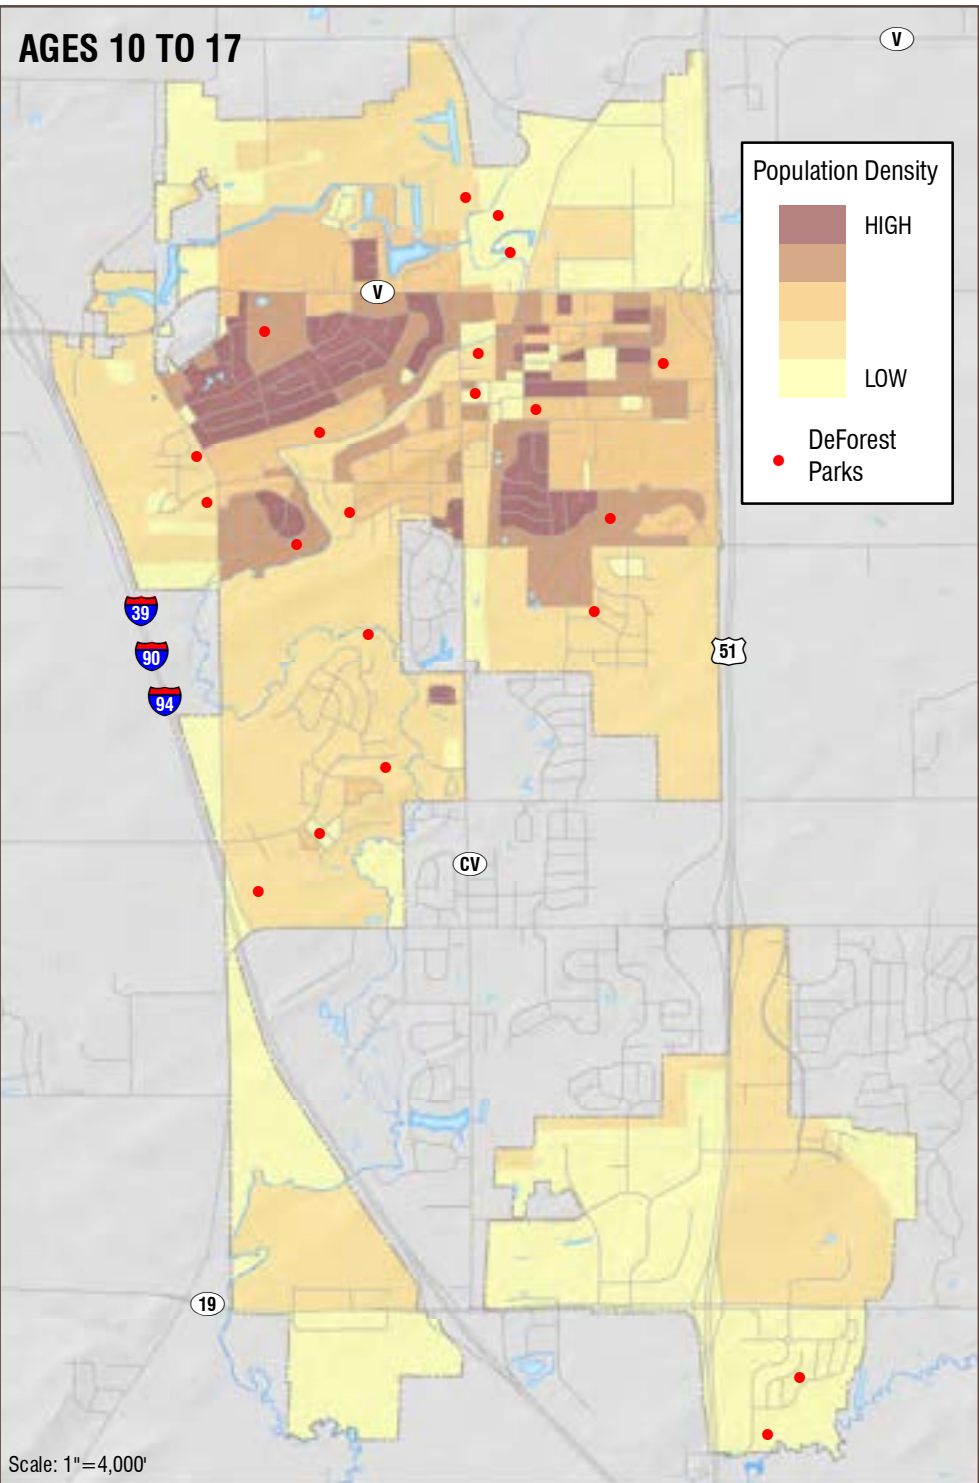 AGES 10 TO 17
V
Population Density
HIGH
LOW
DeForest
Parks
V
39
90
94
51
CV
19
Scale: 1"=4,000'